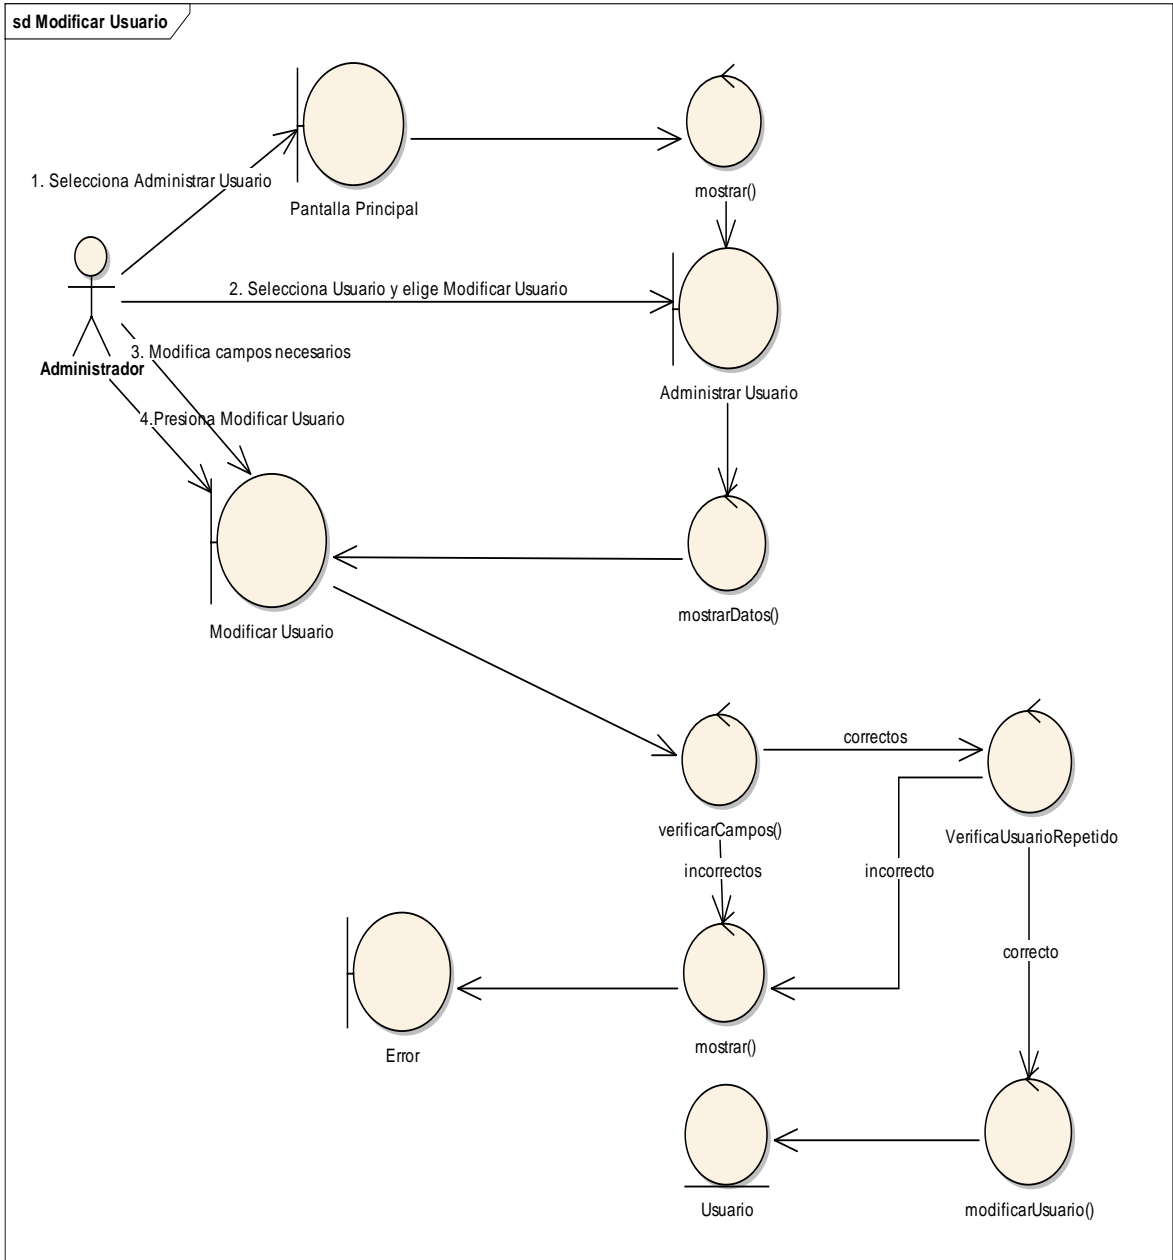 sd Modificar Usuario
1. Selecciona Administrar Usuario
Pantalla Principal
mostrar()
2. Selecciona Usuario y elige Modificar Usuario
3. Modifica campos necesarios
Administrador
Administrar Usuario
4.Presiona Modificar Usuario
Modificar Usuario
mostrarDatos()
correctos
verificarCampos()
VerificaUsuarioRepetido
incorrectos
incorrecto
correcto
Error
mostrar()
Usuario
modificarUsuario()